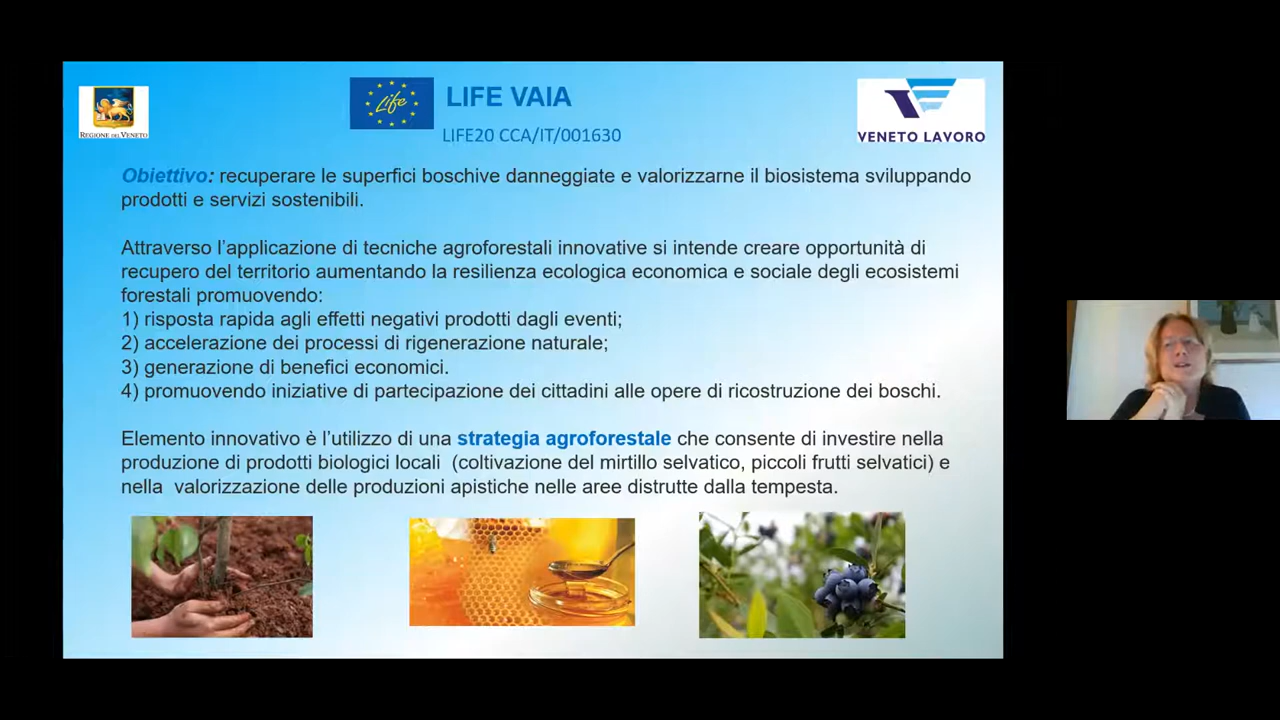 REGIONE DEL VENETO
Life
LIFE VAIA
LIFE20 CCA/IT/001630
VENETO LAVORO
Obiettivo: recuperare le superfici boschive danneggiate e valorizzarne il biosistema sviluppando
prodotti e servizi sostenibili.
Attraverso l'applicazione di tecniche agroforestali innovative si intende creare opportunità di
recupero del territorio aumentando la resilienza ecologica economica e sociale degli ecosistemi
forestali promuovendo:
1) risposta rapida agli effetti negativi prodotti dagli eventi;
2) accelerazione dei processi di rigenerazione naturale;
3) generazione di benefici economici.
4) promuovendo iniziative di partecipazione dei cittadini alle opere di ricostruzione dei boschi.
Elemento innovativo è l'utilizzo di una strategia agroforestale che consente di investire nella
produzione di prodotti biologici locali (coltivazione del mirtillo selvatico, piccoli frutti selvatici) e
nella valorizzazione delle produzioni apistiche nelle aree distrutte dalla tempesta.